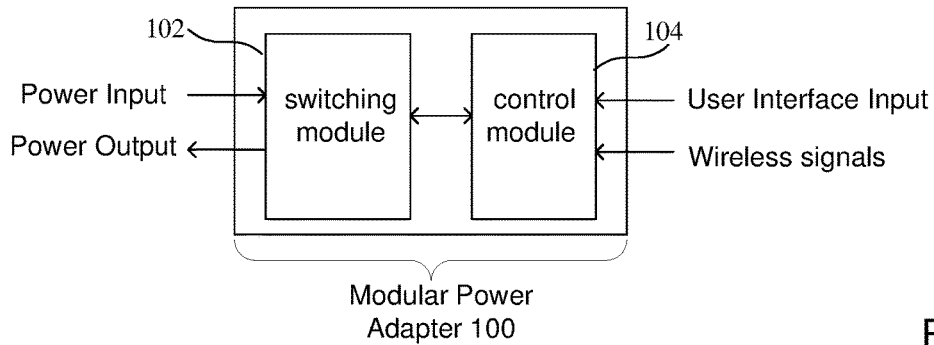 102
104
Power Input
Power Output
switching
module
control
module
User Interface Input
Wireless signals
Modular Power
Adapter 100